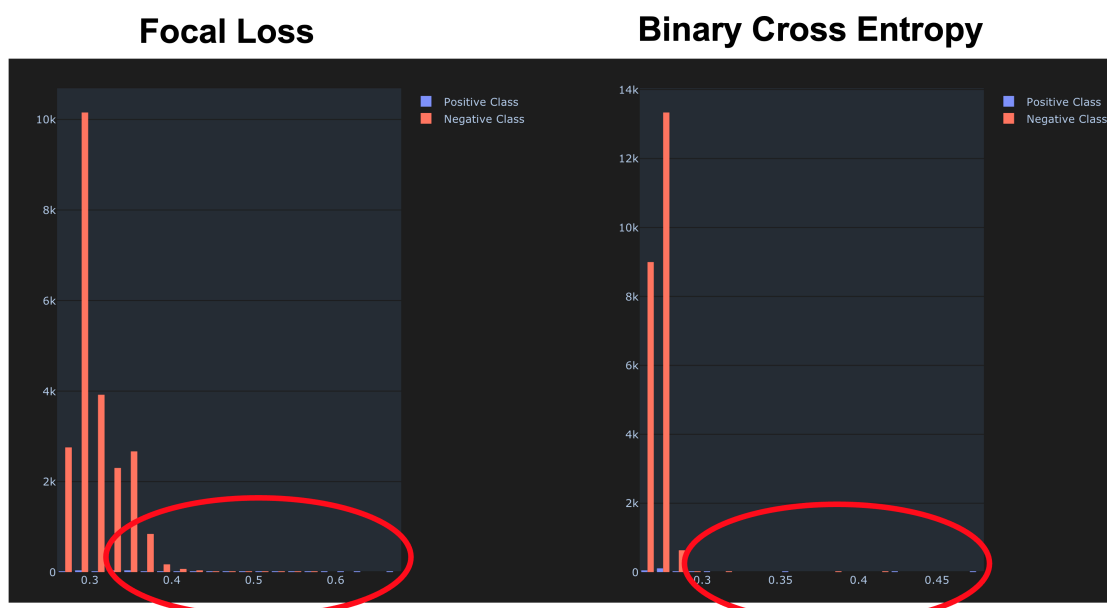 Focal Loss
Binary Cross Entropy
Positive Class
Negative Class
10k
8k
6k
4k
2k
0
0.3
0.4
0.5
0.6
Positive Class
Negative Class
14k
12k
10k
8k
6k
4k
2k
0
0.3
0.35
0.4
0.45